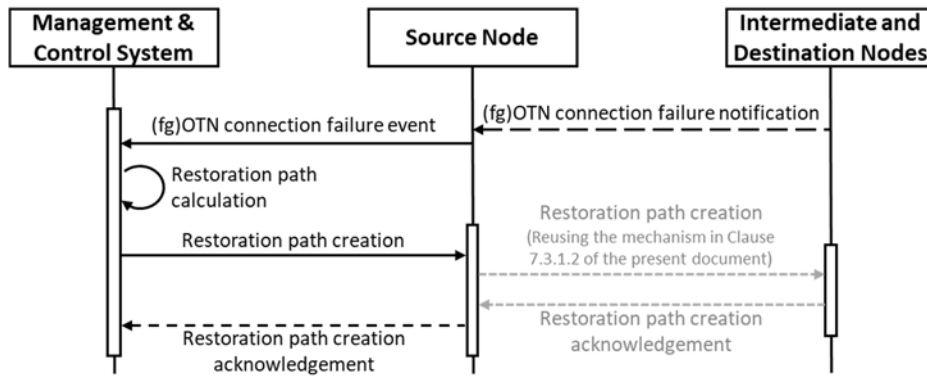 Management &
Control System
Source Node
Intermediate and
Destination Nodes
(fg)OTN connection failure notification
(fg)OTN connection failure event
Restoration path
calculation
Restoration path creation
Restoration path creation
(Reusing the mechanism in Clause
7.3.1.2 of the present document)
Restoration path creation
acknowledgement
Restoration path creation
acknowledgement